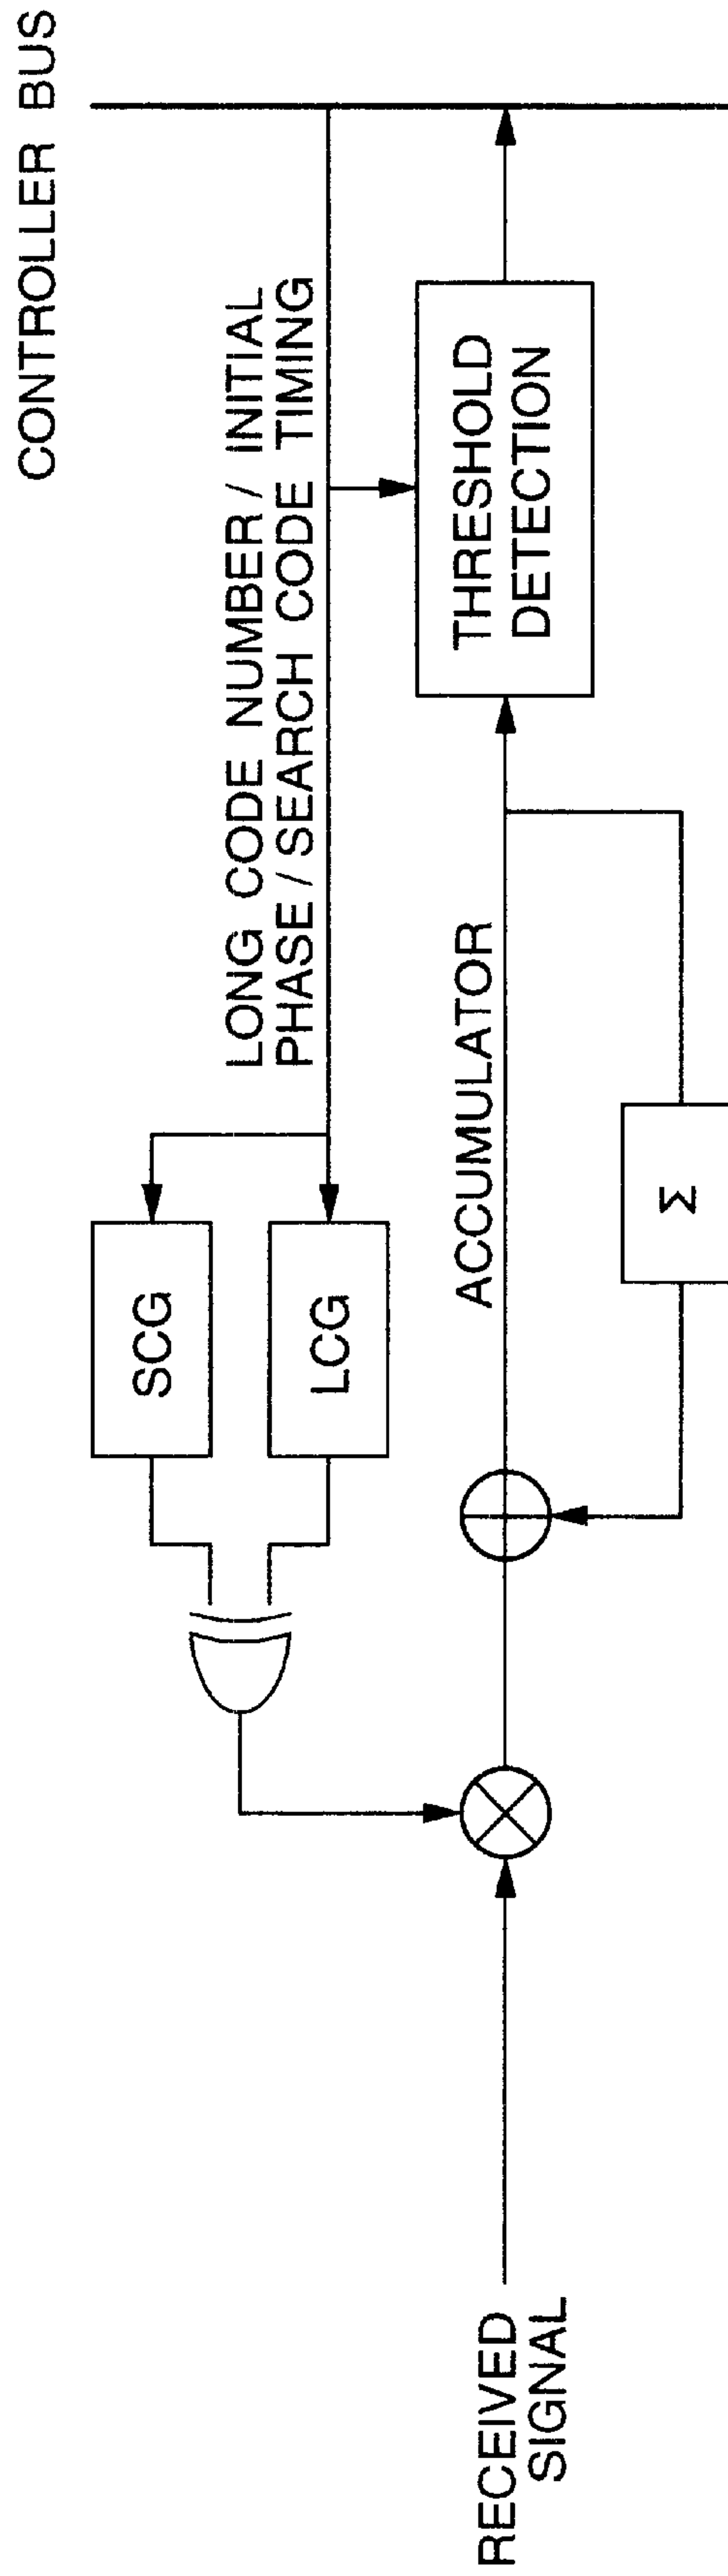 CONTROLLER BUS
LONG CODE NUMBER / INITIAL
PHASE / SEARCH CODE TIMING
SCG
LCG
THRESHOLD
DETECTION
ACCUMULATOR
Σ
RECEIVED
SIGNAL